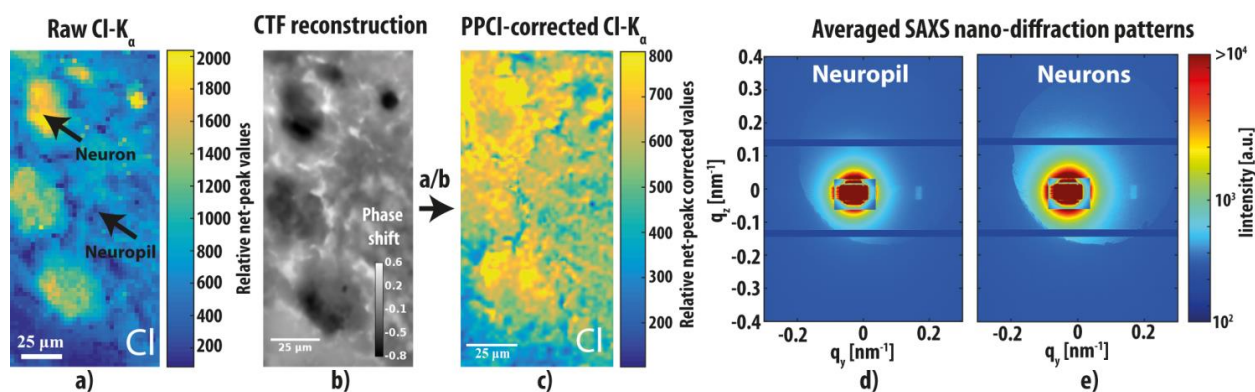 Raw Cl-Kα
2000
1800
1600
1400
1200
1000
800
600
400
200
Relative net-peak values
Neuron
Neuropil
25 µm
Cl
a)
CTF reconstruction
Phase
shift
0.6
0.2
-0.1
-0.5
-0.8
25 µm
b)
a/b
PPCI-corrected Cl-Kα
800
700
600
500
400
300
200
Relative net-peakc corrected values
25 µm
Cl
c)
Averaged SAXS nano-diffraction patterns
Neuropil
0.4
0.3
0.2
0.1
0
-0.1
-0.2
-0.3
-0.4
qz [nm-1]
-0.2
0
0.2
qy [nm-1]
d)
Neurons
-0.2
0
0.2
qy [nm-1]
e)
>10⁴
10³
10²
Iintensity [a.u.]